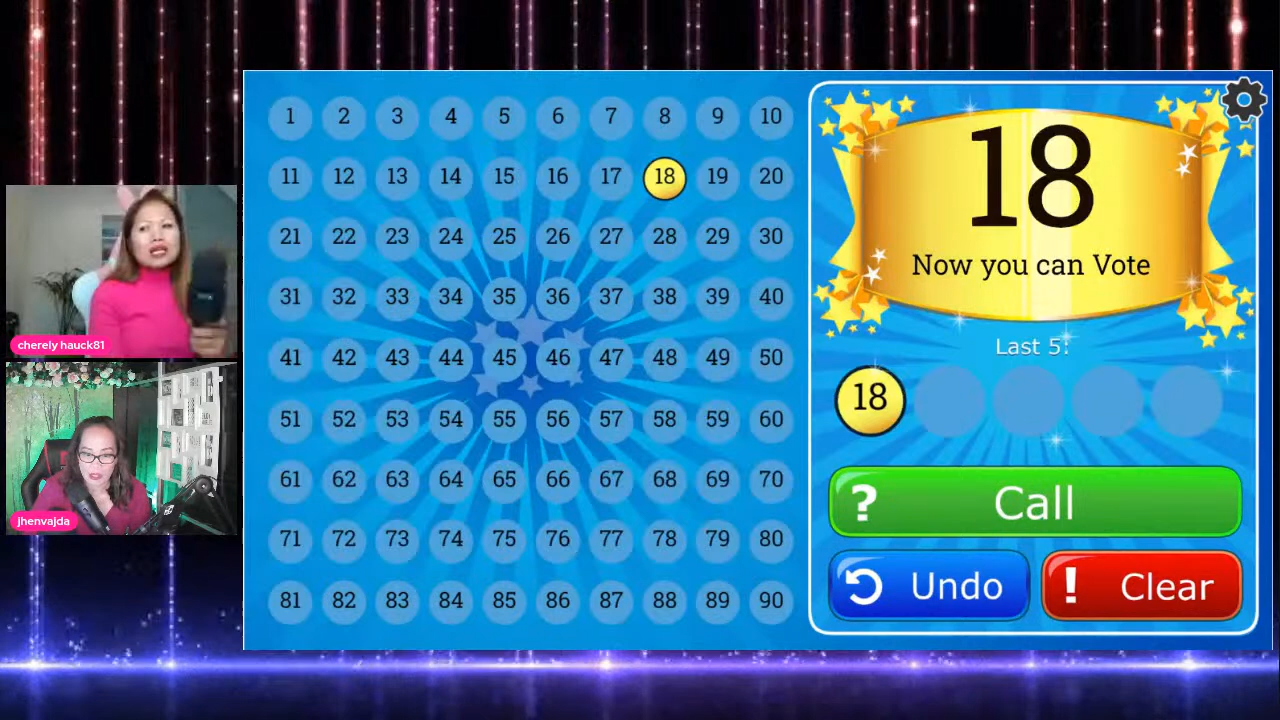 cherely hauck81
jhenvajda
1 2 3 4 5 6 7 8 9 10
11 12 13 14 15 16 17 18 19 20
21 22 23 24 25 26 27 28 29 30
31 32 33 34 35 36 37 38 39 40
41 42 43 44 45 46 47 48 49 50
51 52 53 54 55 56 57 58 59 60
61 62 63 64 65 66 67 68 69 70
71 72 73 74 75 76 77 78 79 80
81 82 83 84 85 86 87 88 89 90
18
Now you can Vote
Last 5:
18
? Call
Undo
! Clear